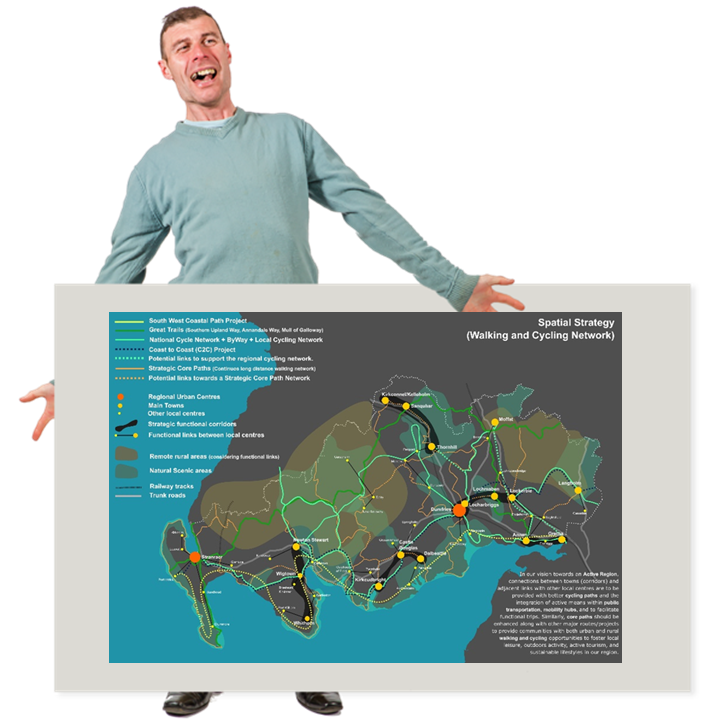 Spatial Strategy
(Walking and Cycling Network)
South West Coastal Path Project
Great Trails (Southern Upland Way, Annandale Way, Mull of Galloway)
National Cycle Network + ByWay + Local Cycling Network
Coast to Coast (C2C) Project
Potential links to support the regional cycling network.
Strategic Core Paths (Continues long distance walking network)
Potential links towards a Strategic Core Path Network
Regional Urban Centres
Main Towns
Other local centres
Strategic functional corridors
Functional links between local centres
Remote rural areas (considering functional links)
Natural Scenic areas
Railway tracks
Trunk roads
Kirkconnel/Kelloholm
Sanquhar
Moffat
Thornhill
Langholm
Lochmaben
Lockerbie
Locharbriggs
Dumfries
Annan
Gretna
Newton Stewart
Castle
Douglas
Dalbeattie
Stranraer
Wigtown
Kirkcudbright
Whithorn
In our vision towards an Active Region,
connections between towns (corridors) and
adjacent links with other local centres are to be
provided with better cycling paths and the
integration of active means within public
transportation, mobility hubs, and to facilitate
functional trips. Similarly, core paths should be
enhanced along with other major routes/projects
to provide communities with both urban and rural
walking and cycling opportunities to foster local
leisure, outdoors activity, active tourism, and
sustainable lifestyles in our region.